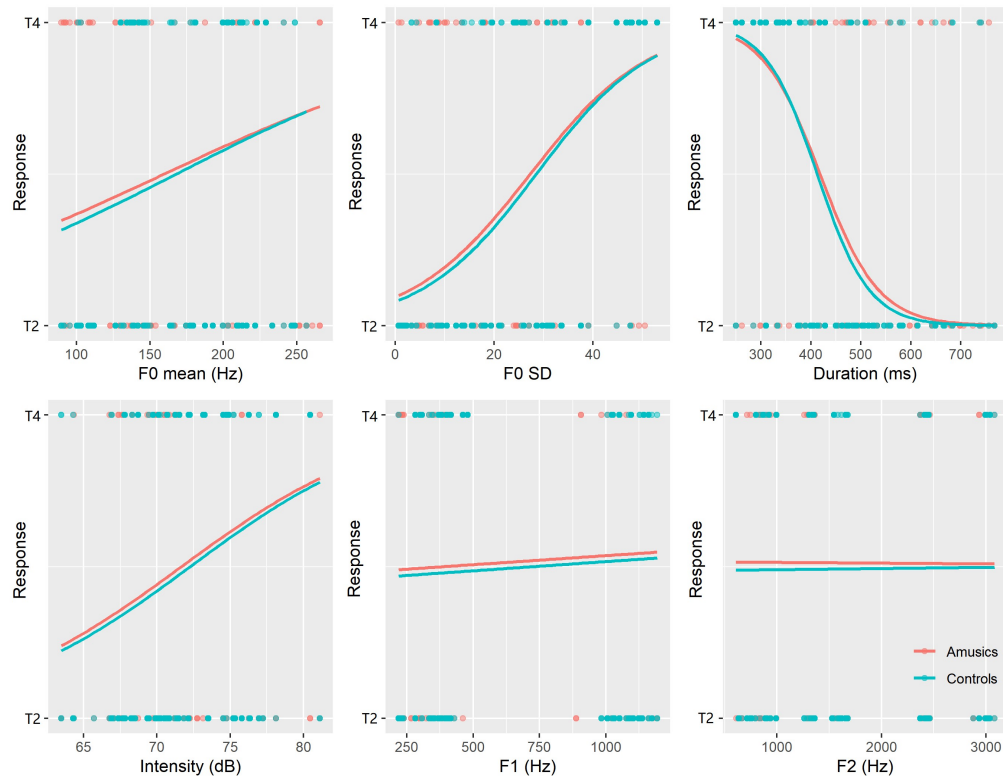 T4
Response
T2
100 150 200 250
F0 mean (Hz)
T4
Response
T2
0 20 40
F0 SD
T4
Response
T2
300 400 500 600 700
Duration (ms)
T4
Response
T2
65 70 75 80
Intensity (dB)
T4
Response
T2
250 500 750 1000
F1 (Hz)
T4
Response
Amusics
Controls
T2
1000 2000 3000
F2 (Hz)